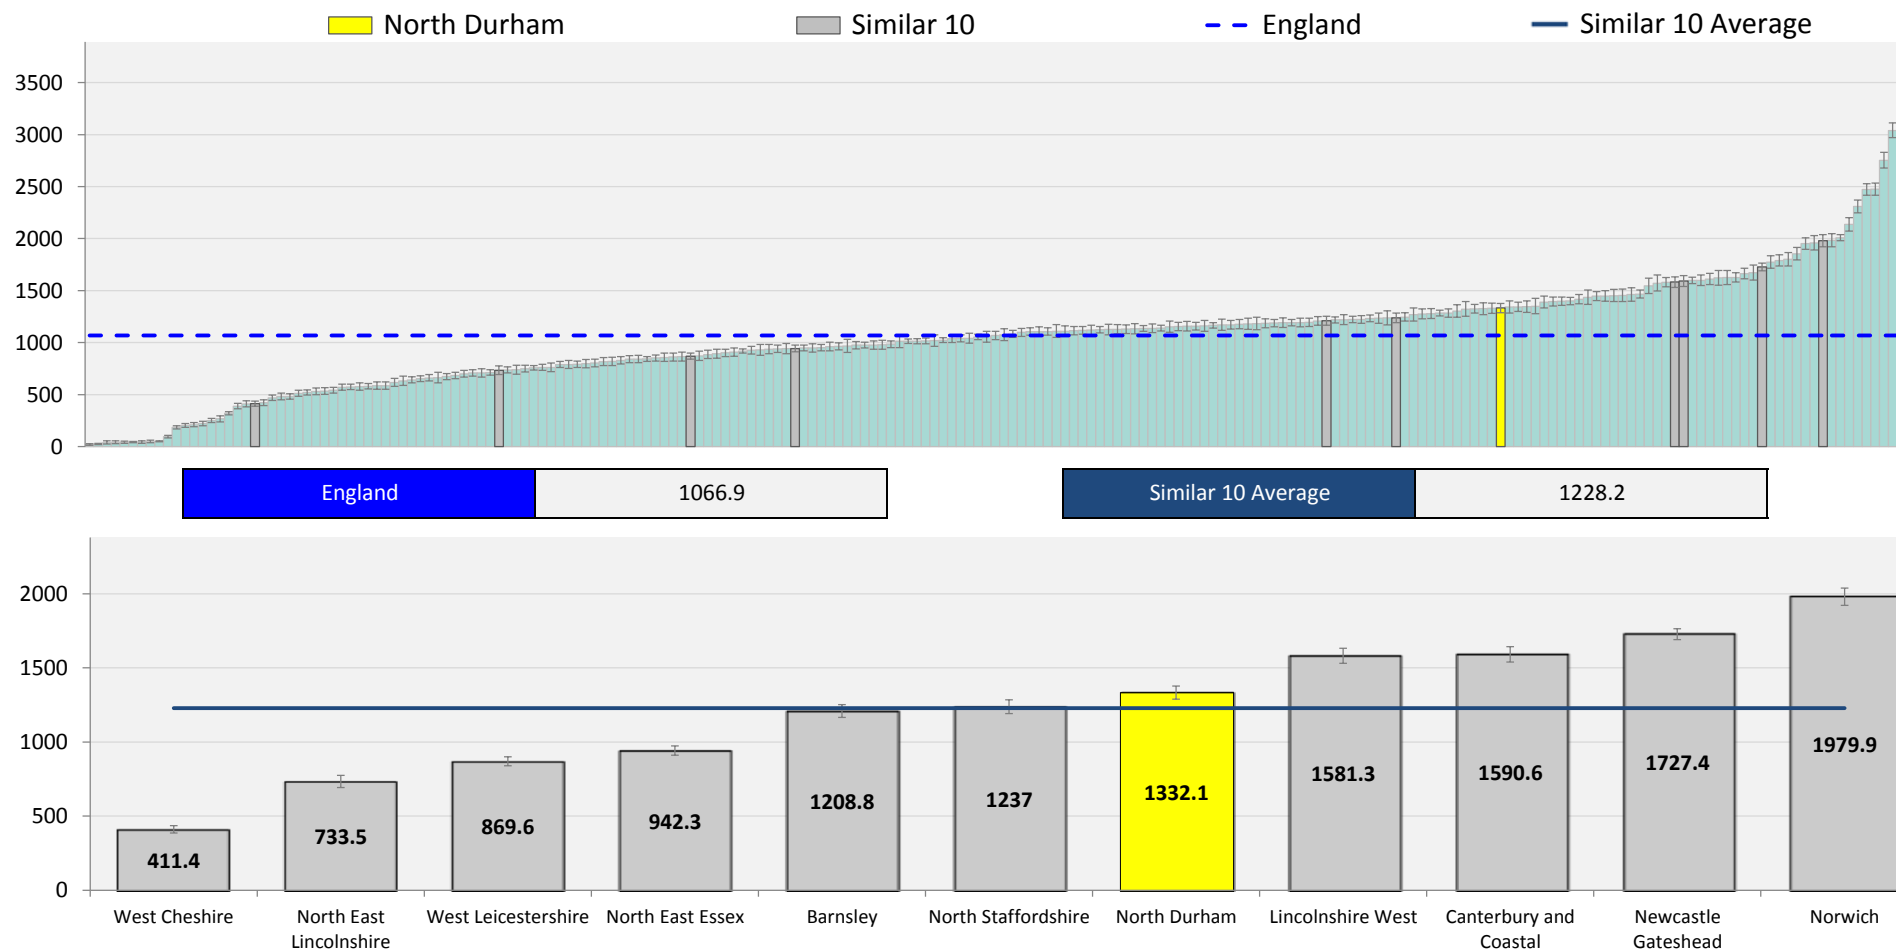 North Durham
Similar 10
England
Similar 10 Average
3500
3000
2500
2000
1500
1000
500
0
England 1066.9 Similar 10 Average 1228.2
2000
1500
1000
500
0
411.4
733.5
869.6
942.3
1208.8
1237
1332.1
1581.3
1590.6
1727.4
1979.9
West Cheshire
North East
Lincolnshire
West Leicestershire
North East Essex
Barnsley
North Staffordshire
North Durham
Lincolnshire West
Canterbury and
Coastal
Newcastle
Gateshead
Norwich